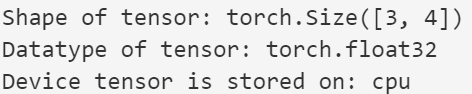 Shape of tensor: torch.Size([3, 4])
Datatype of tensor: torch.float32
Device tensor is stored on: cpu